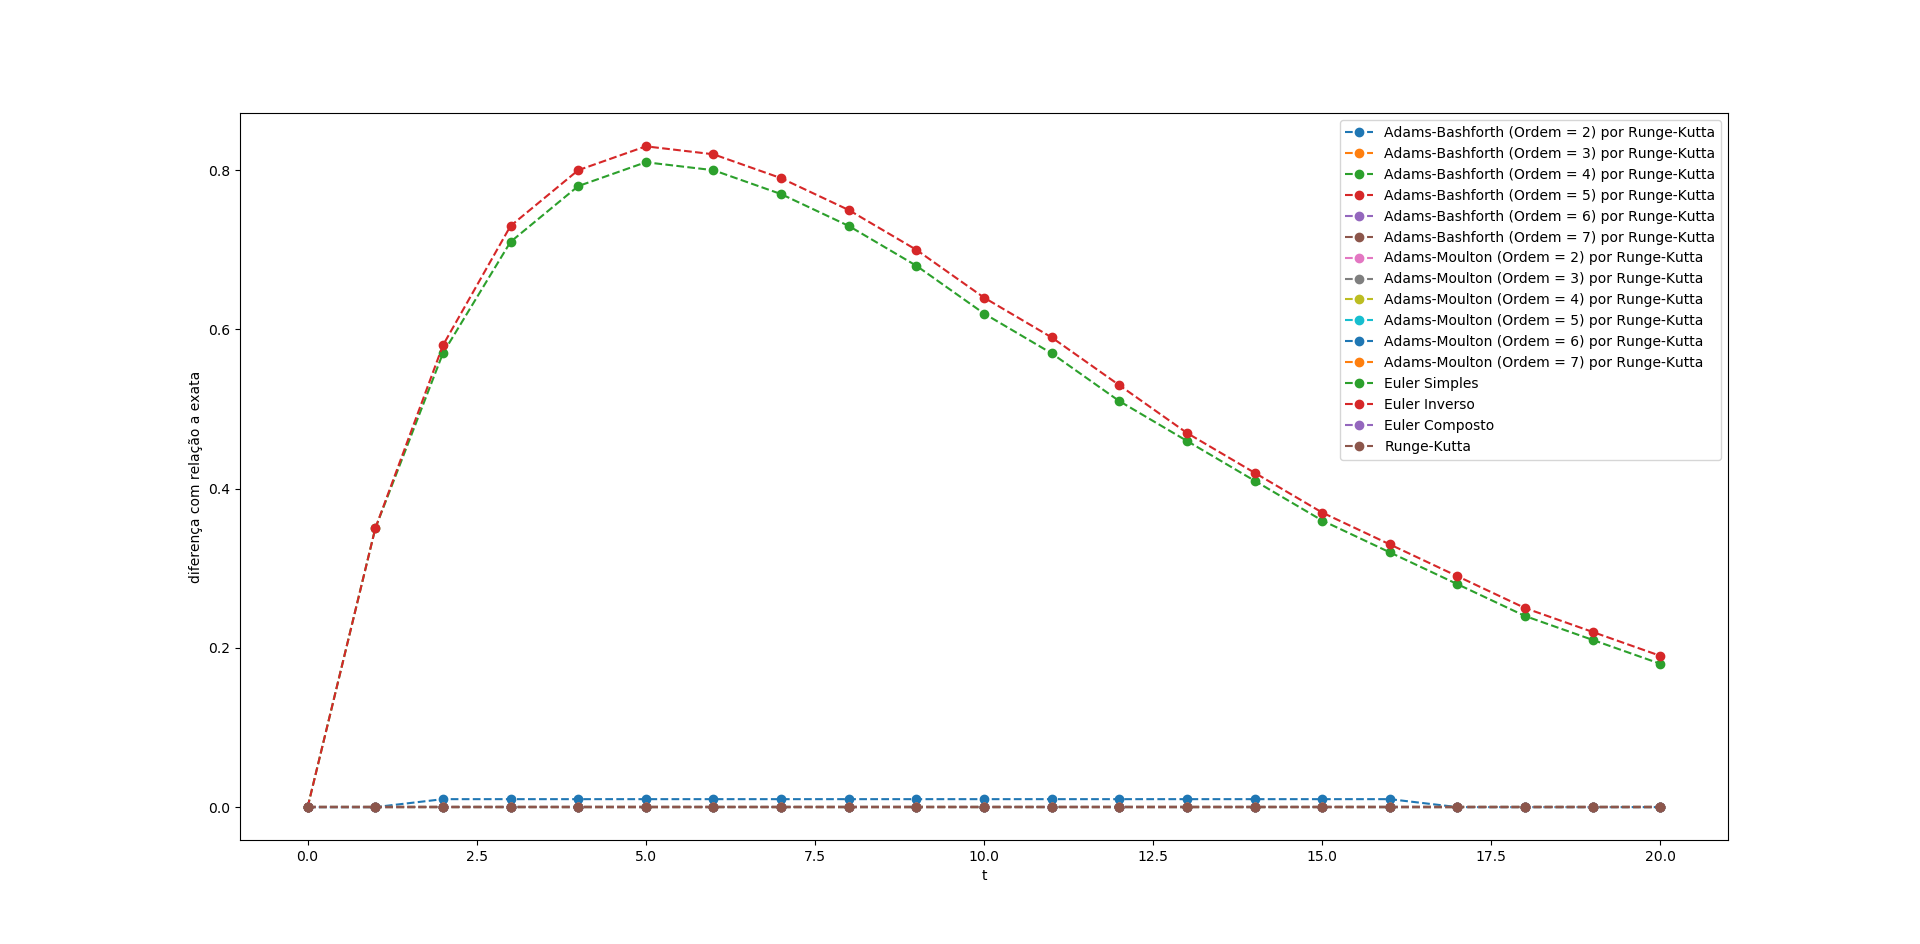 Adams-Bashforth (Ordem = 2) por Runge-Kutta
Adams-Bashforth (Ordem = 3) por Runge-Kutta
Adams-Bashforth (Ordem = 4) por Runge-Kutta
Adams-Bashforth (Ordem = 5) por Runge-Kutta
Adams-Bashforth (Ordem = 6) por Runge-Kutta
Adams-Bashforth (Ordem = 7) por Runge-Kutta
Adams-Moulton (Ordem = 2) por Runge-Kutta
Adams-Moulton (Ordem = 3) por Runge-Kutta
Adams-Moulton (Ordem = 4) por Runge-Kutta
Adams-Moulton (Ordem = 5) por Runge-Kutta
Adams-Moulton (Ordem = 6) por Runge-Kutta
Adams-Moulton (Ordem = 7) por Runge-Kutta
Euler Simples
Euler Inverso
Euler Composto
Runge-Kutta
diferença com relação a exata
0.8
0.6
0.4
0.2
0.0
0.0 2.5 5.0 7.5 10.0 12.5 15.0 17.5 20.0
t